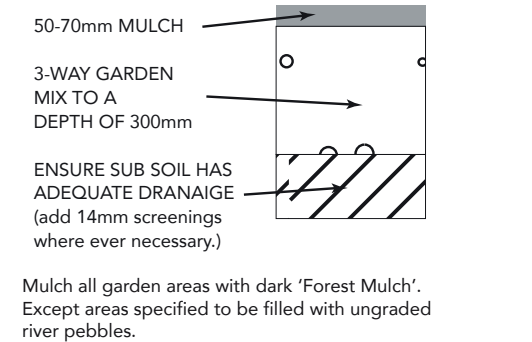 50-70mm MULCH
3-WAY GARDEN
MIX TO A
DEPTH OF 300mm
ENSURE SUB SOIL HAS
ADEQUATE DRANAIGE
(add 14mm screenings
where ever necessary.)
Mulch all garden areas with dark ‘Forest Mulch’.
Except areas specified to be filled with ungraded
river pebbles.